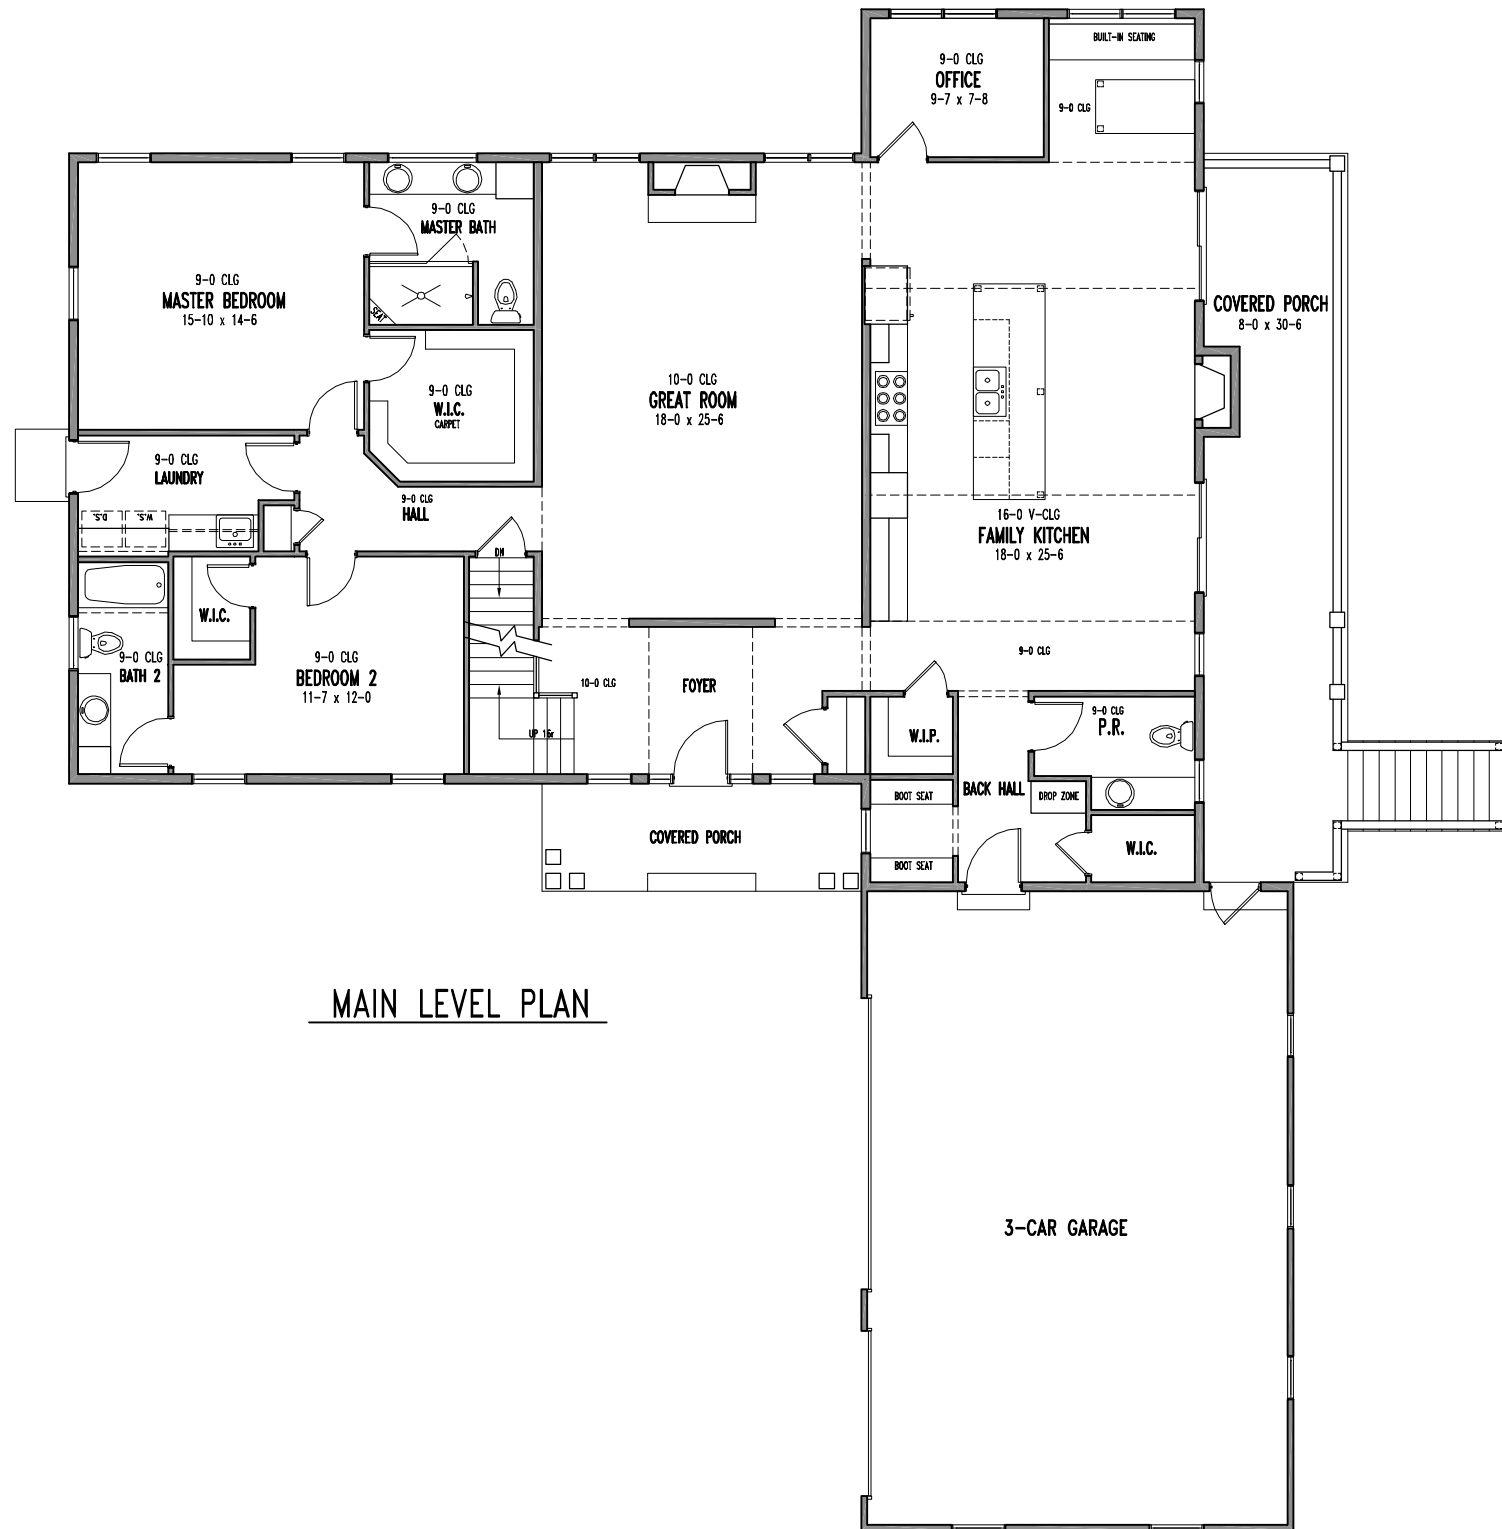 BUILT-IN SEATING
9-0 CLG
OFFICE
9-7 x 7-8
9-0 CLG
9-0 CLG
MASTER BATH
9-0 CLG
MASTER BEDROOM
15-10 x 14-6
SEAT
COVERED PORCH
8-0 x 30-6
10-0 CLG
GREAT ROOM
18-0 x 25-6
9-0 CLG
W.I.C.
CARPET
9-0 CLG
LAUNDRY
9-0 CLG
HALL
D.S.
W.S.
16-0 V-CLG
FAMILY KITCHEN
18-0 x 25-6
DN
W.I.C.
9-0 CLG
BATH 2
9-0 CLG
BEDROOM 2
11-7 x 12-0
9-0 CLG
10-0 CLG
FOYER
UP 16r
9-0 CLG
P.R.
W.I.P.
BACK HALL
BOOT SEAT
DROP ZONE
COVERED PORCH
W.I.C.
BOOT SEAT
MAIN LEVEL PLAN
3-CAR GARAGE